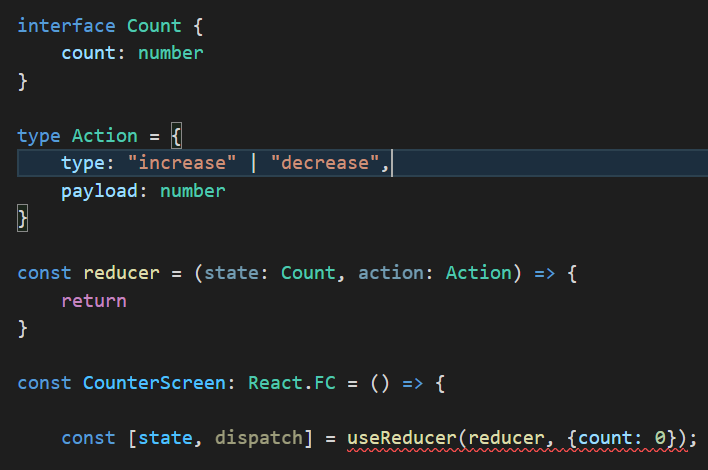 interface Count {
    count: number
}
type Action = {
    type: "increase" | "decrease",
    payload: number
}
const reducer = (state: Count, action: Action) => {
    return
}
const CounterScreen: React.FC = () => {
    const [state, dispatch] = useReducer(reducer, {count: 0});